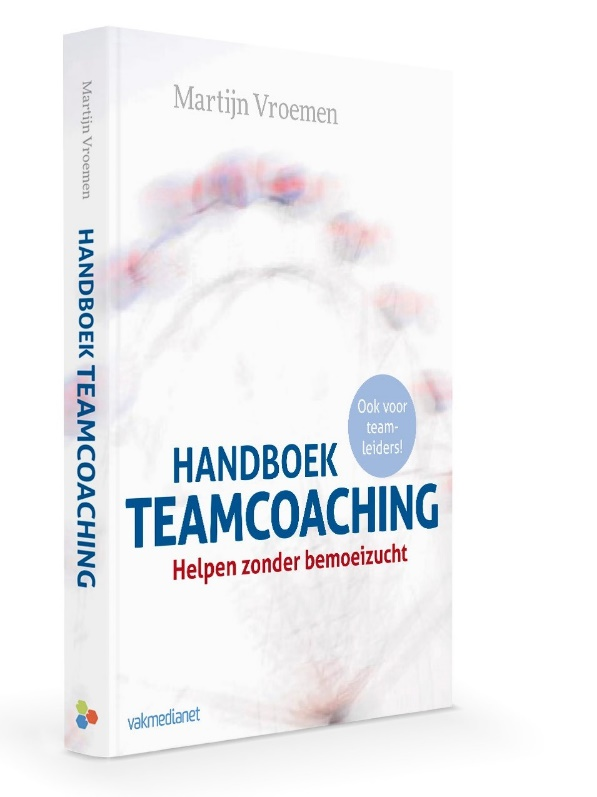 Martijn Vroemen
HANDBOEK TEAMCOACHING
Martijn Vroemen
Ook voor
team-
leiders!
HANDBOEK
TEAMCOACHING
Helpen zonder bemoeizucht
vakmedianet